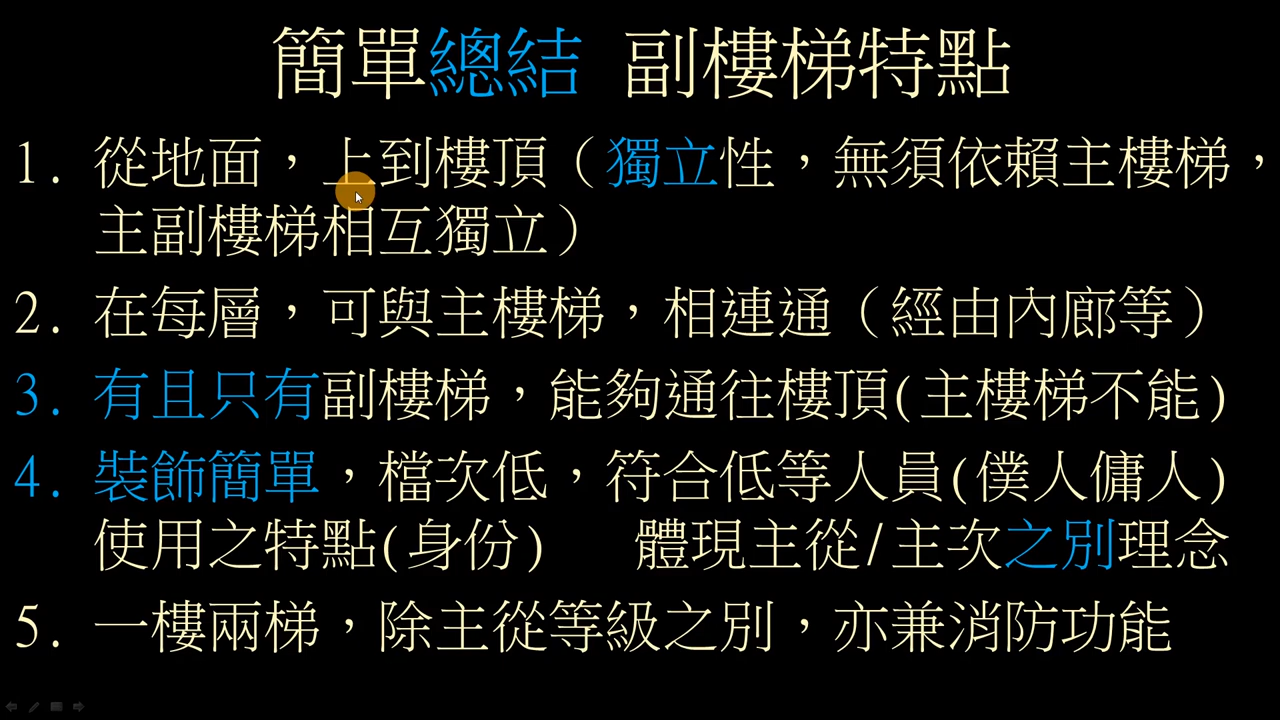 簡單總結 副樓梯特點
1. 從地面，上到樓頂（獨立性，無須依賴主樓梯，
主副樓梯相互獨立）
2. 在每層，可與主樓梯，相連通（經由內廊等）
3. 有且只有副樓梯，能夠通往樓頂(主樓梯不能)
4. 裝飾簡單，檔次低，符合低等人員(僕人傭人)
使用之特點(身份) 體現主從/主次之別理念
5. 一樓兩梯，除主從等級之別，亦兼消防功能